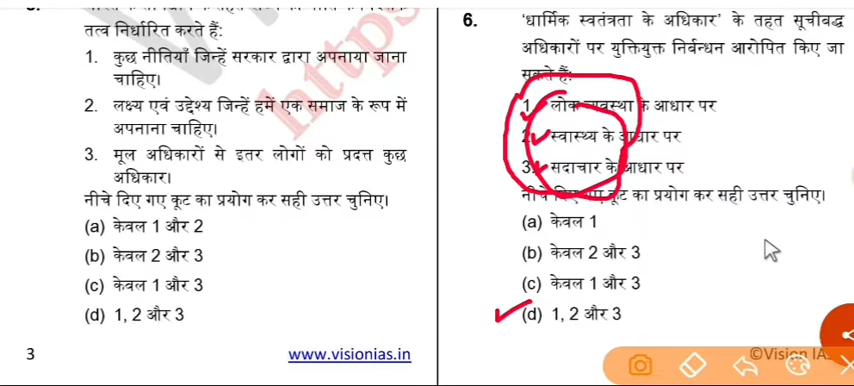 तत्व निर्धारित करते हैं:
1. कुछ नीतियाँ जिन्हें सरकार द्वारा अपनाया जाना
चाहिए।
2. लक्ष्य एवं उद्देश्य जिन्हें हमें एक समाज के रूप में
अपनाना चाहिए।
3. मूल अधिकारों से इतर लोगों को प्रदत्त कुछ
अधिकार।
नीचे दिए गए कूट का प्रयोग कर सही उत्तर चुनिए।
(a) केवल 1 और 2
(b) केवल 2 और 3
(c) केवल 1 और 3
(d) 1, 2 और 3
6. 'धार्मिक स्वतंत्रता के अधिकार' के तहत सूचीबद्ध
अधिकारों पर युक्तियुक्त निर्बन्धन आरोपित किए जा
सकते हैं:
1. लोक व्यवस्था के आधार पर
2. स्वास्थ्य के आधार पर
3. सदाचार के आधार पर
नीचे दिए गए कूट का प्रयोग कर सही उत्तर चुनिए।
(a) केवल 1
(b) केवल 2 और 3
(c) केवल 1 और 3
(d) 1, 2 और 3
3
www.visionias.in
©Vision IA
https